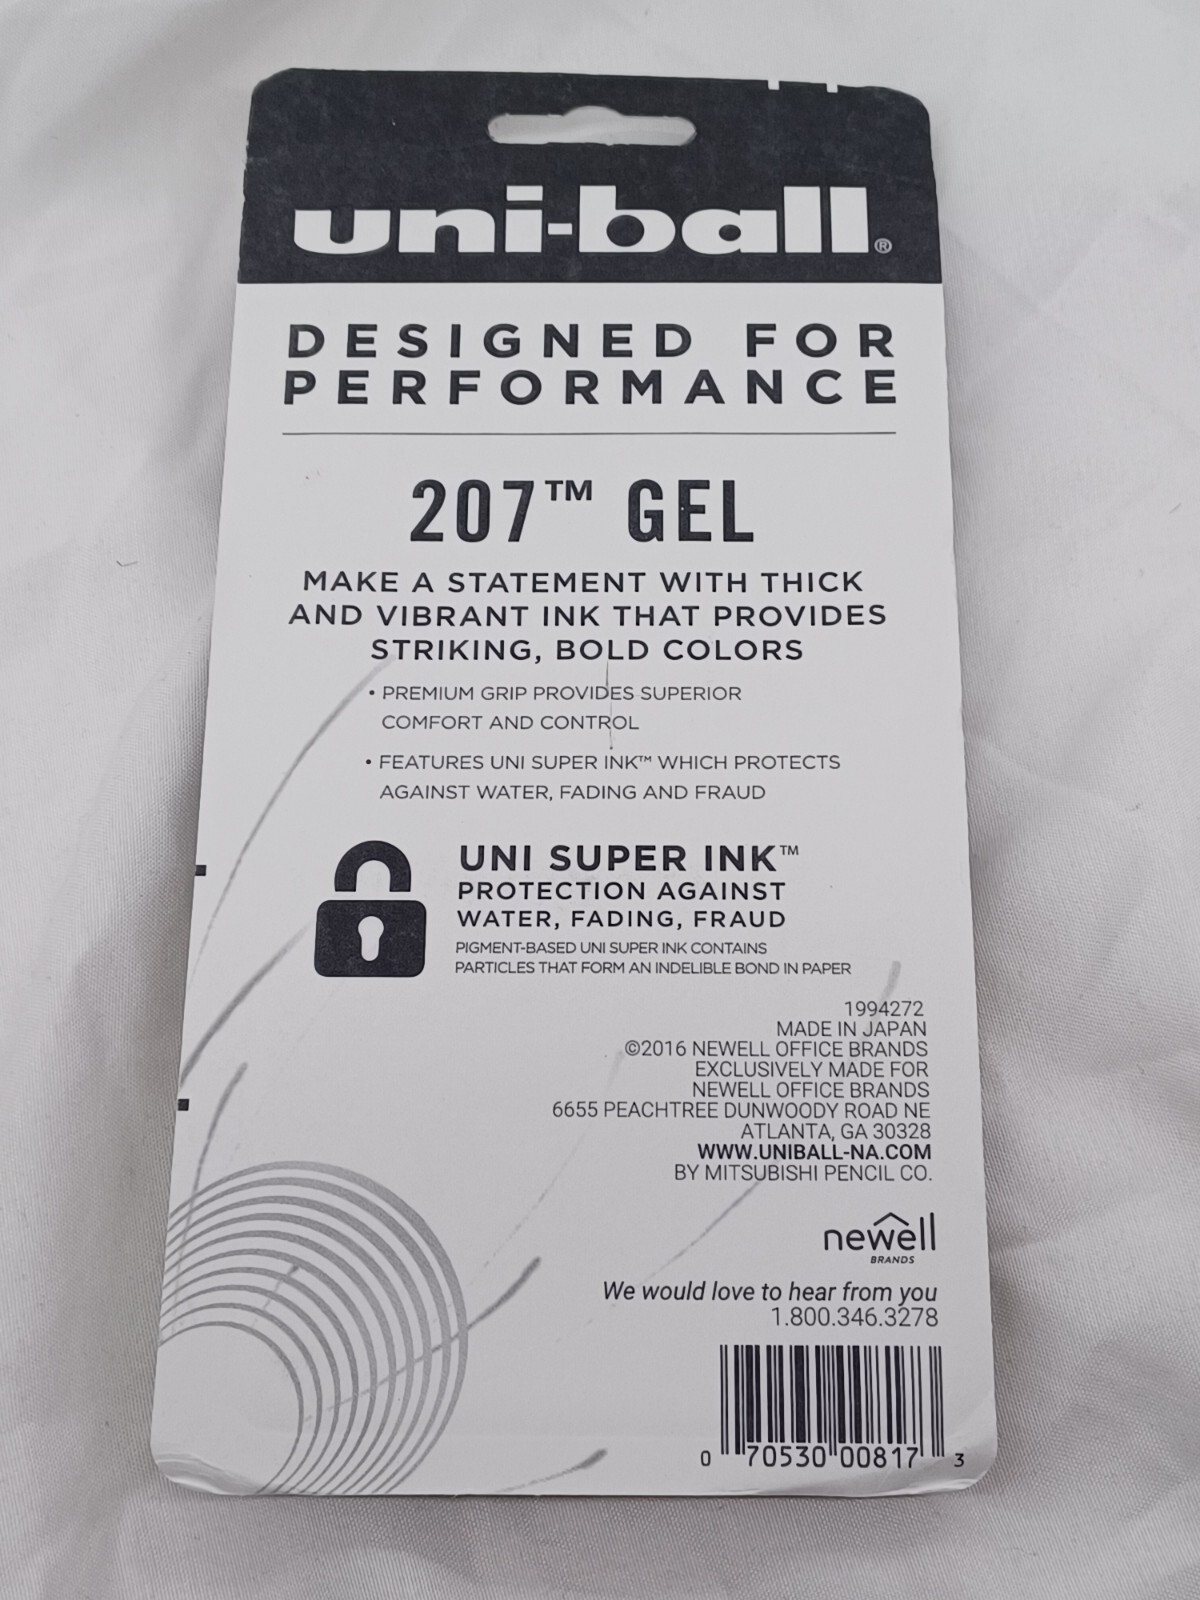 uni-ball®
DESIGNED FOR
PERFORMANCE
207™ GEL
MAKE A STATEMENT WITH THICK
AND VIBRANT INK THAT PROVIDES
STRIKING, BOLD COLORS
• PREMIUM GRIP PROVIDES SUPERIOR
COMFORT AND CONTROL
• FEATURES UNI SUPER INK™ WHICH PROTECTS
AGAINST WATER, FADING AND FRAUD
UNI SUPER INK™
PROTECTION AGAINST
WATER, FADING, FRAUD
PIGMENT-BASED UNI SUPER INK CONTAINS
PARTICLES THAT FORM AN INDELIBLE BOND IN PAPER
1994272
MADE IN JAPAN
©2016 NEWELL OFFICE BRANDS
EXCLUSIVELY MADE FOR
NEWELL OFFICE BRANDS
6655 PEACHTREE DUNWOODY ROAD NE
ATLANTA, GA 30328
WWW.UNIBALL-NA.COM
BY MITSUBISHI PENCIL CO.
newell
BRANDS
We would love to hear from you
1.800.346.3278
0 70530 00817 3